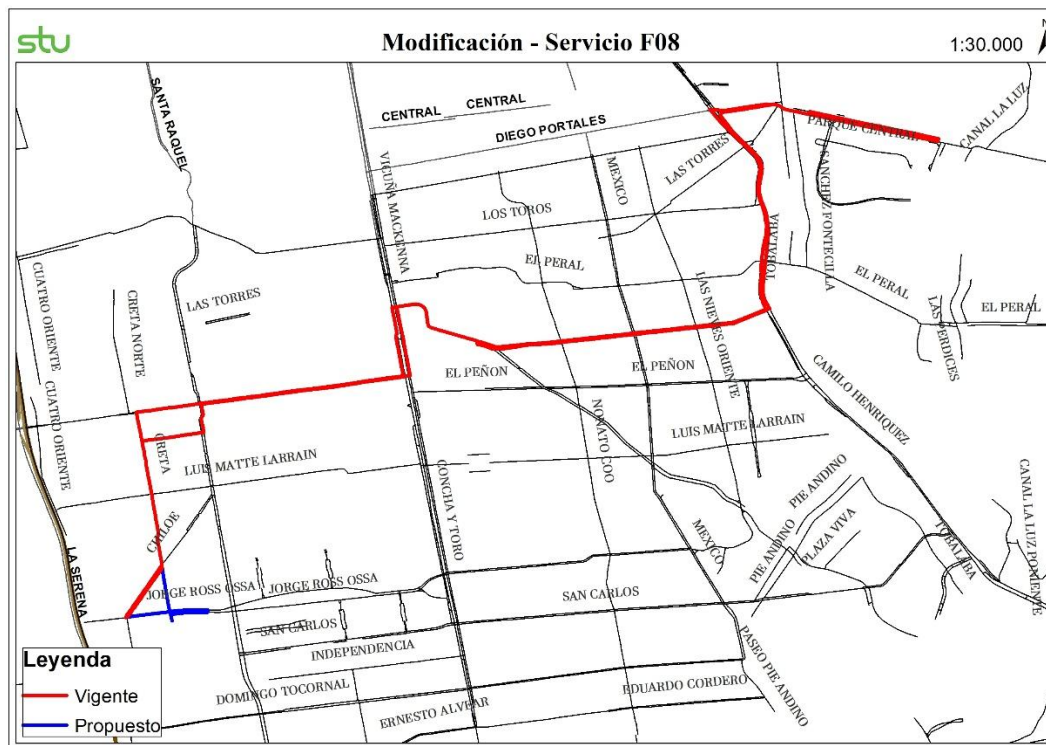 stu
Modificación - Servicio F08
1:30.000
N
SANTA RAQUEL
CENTRAL
CENTRAL
DIEGO PORTALES
CANAL LA LUZ
PARQUE CENTRAL
VICUÑA MACKENNA
MEXICO
LAS TORRES
SANCHEZ FONTECILLA
LOS TOROS
TOBALABA
EL PERAL
CUATRO ORIENTE
CRETA NORTE
LAS TORRES
LAS NIEVES ORIENTE
EL PERAL
LAS PERDICES
EL PERAL
EL PEÑON
EL PEÑON
CAMILO HENRIQUEZ
CUATRO ORIENTE
CRETA
NONATO COO
LUIS MATTE LARRAIN
LUIS MATTE LARRAIN
CONCHA Y TORO
PIE ANDINO
CHILOE
MEXICO
PIE ANDINO
PLAZA VIVA
TOBALABA
CANAL LA LUZ PONIENTE
LA SERENA
JORGE ROSS OSSA
JORGE ROSS OSSA
SAN CARLOS
SAN CARLOS
INDEPENDENCIA
PASEO PIE ANDINO
DOMINGO TOCORNAL
EDUARDO CORDERO
ERNESTO ALVEAR
Leyenda
Vigente
Propuesto